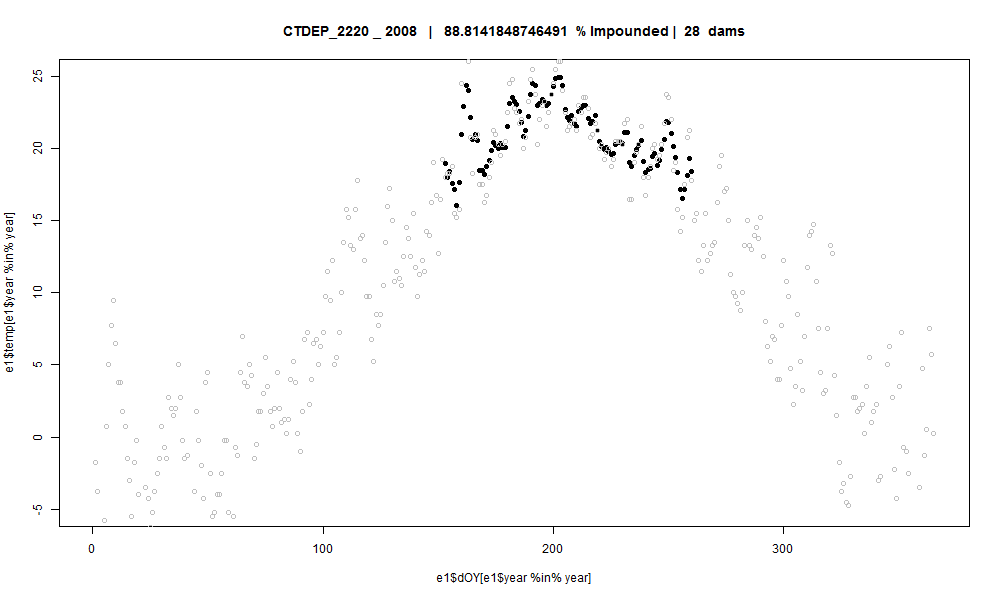 CTDEP_2220 _ 2008 | 88.8141848746491 % Impounded | 28 dams
25
20
15
10
5
0
-5
e1$temp[e1$year %in% year]
0 100 200 300
e1$dOY[e1$year %in% year]